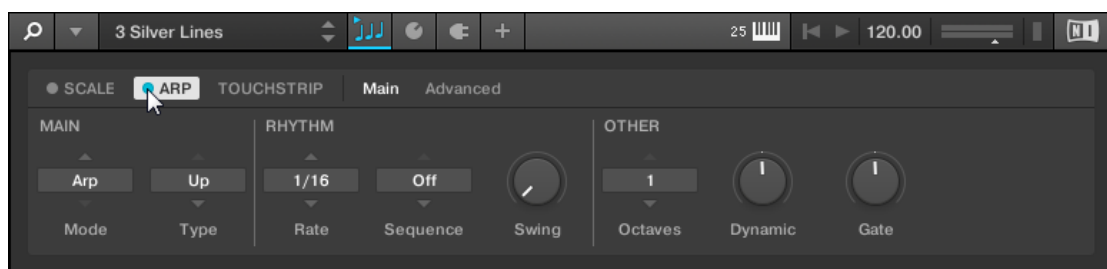 3 Silver Lines 25 120.00 NI
SCALE ARP TOUCHSTRIP Main Advanced
MAIN RHYTHM OTHER
Arp Up 1/16 Off 1
Mode Type Rate Sequence Swing Octaves Dynamic Gate